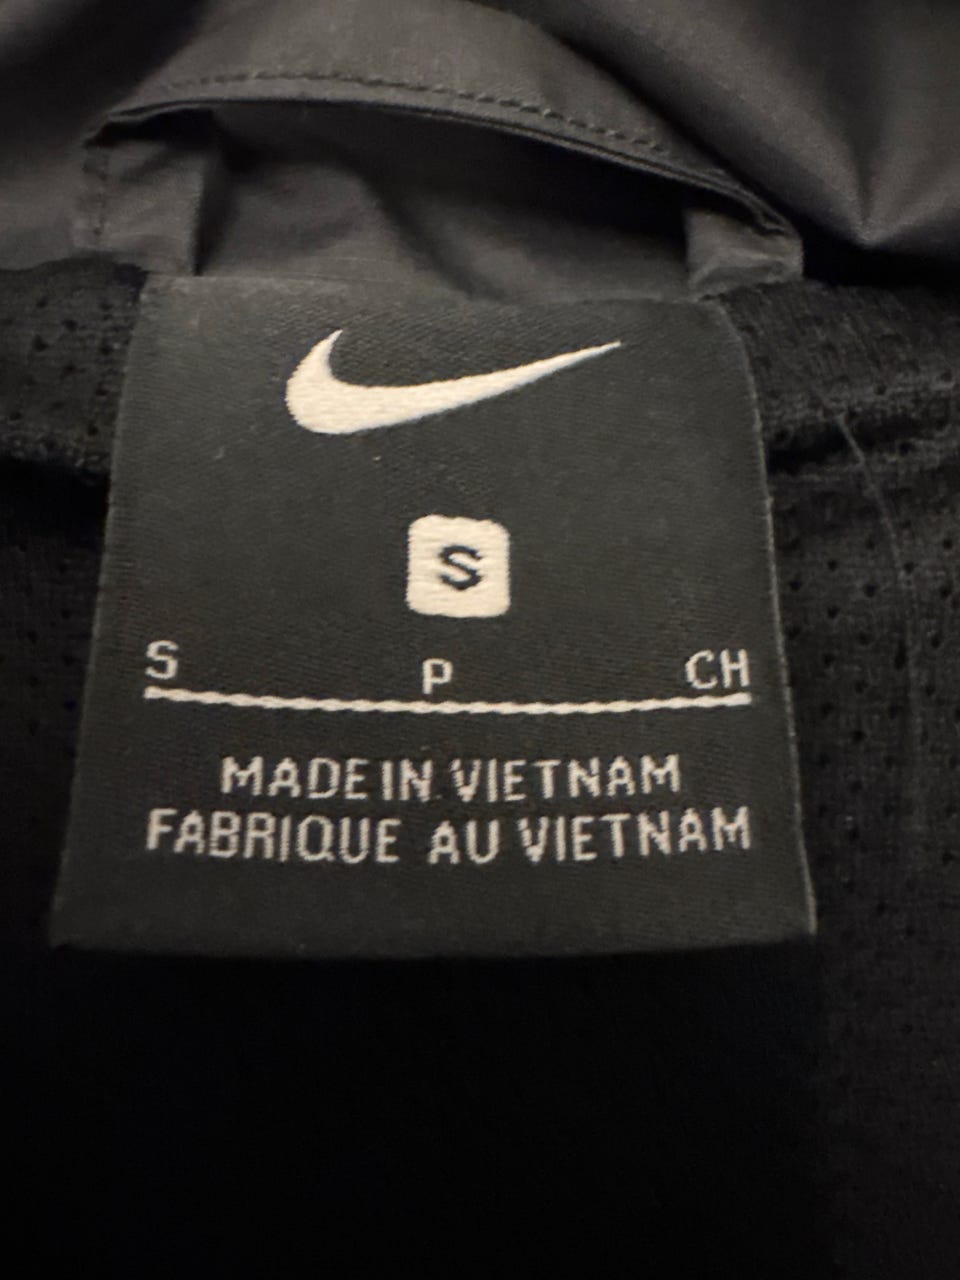 S
S P CH
MADE IN VIETNAM
FABRIQUE AU VIETNAM